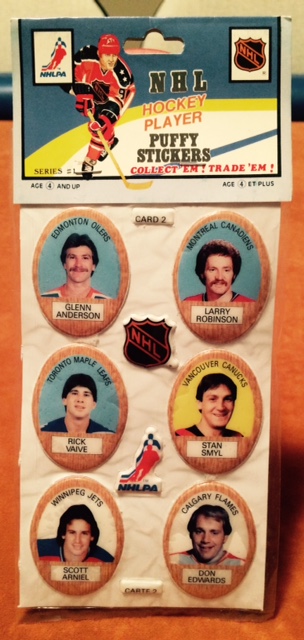 NHLPA
NHL
NHL
HOCKEY
PLAYER
PUFFY
STICKERS
COLLECT 'EM! TRADE 'EM!
SERIES #1
AGE 4 AND UP
AGE 4 ET PLUS
CARD 2
EDMONTON OILERS
GLENN
ANDERSON
MONTREAL CANADIENS
LARRY
ROBINSON
NHL
TORONTO MAPLE LEAFS
RICK
VAIVE
VANCOUVER CANUCKS
STAN
SMYL
NHLPA
WINNIPEG JETS
SCOTT
ARNIEL
CALGARY FLAMES
DON
EDWARDS
CARTE 2